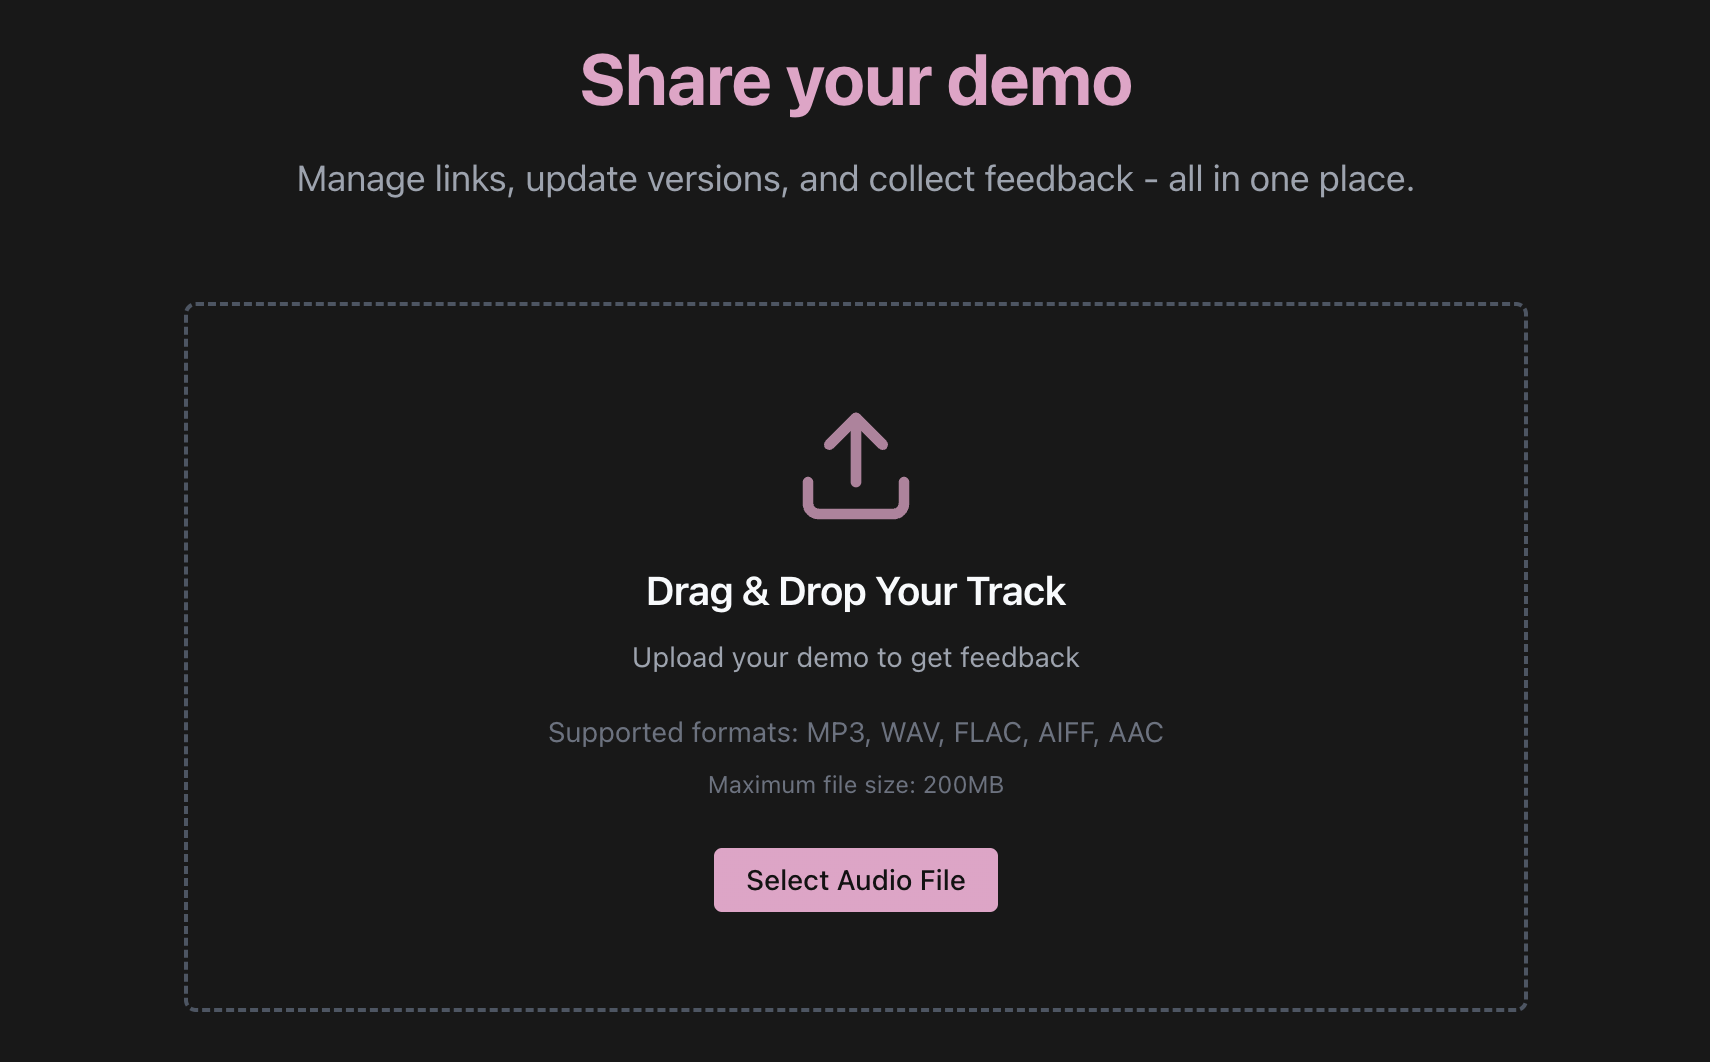 Share your demo
Manage links, update versions, and collect feedback - all in one place.
Drag & Drop Your Track
Upload your demo to get feedback
Supported formats: MP3, WAV, FLAC, AIFF, AAC
Maximum file size: 200MB
Select Audio File